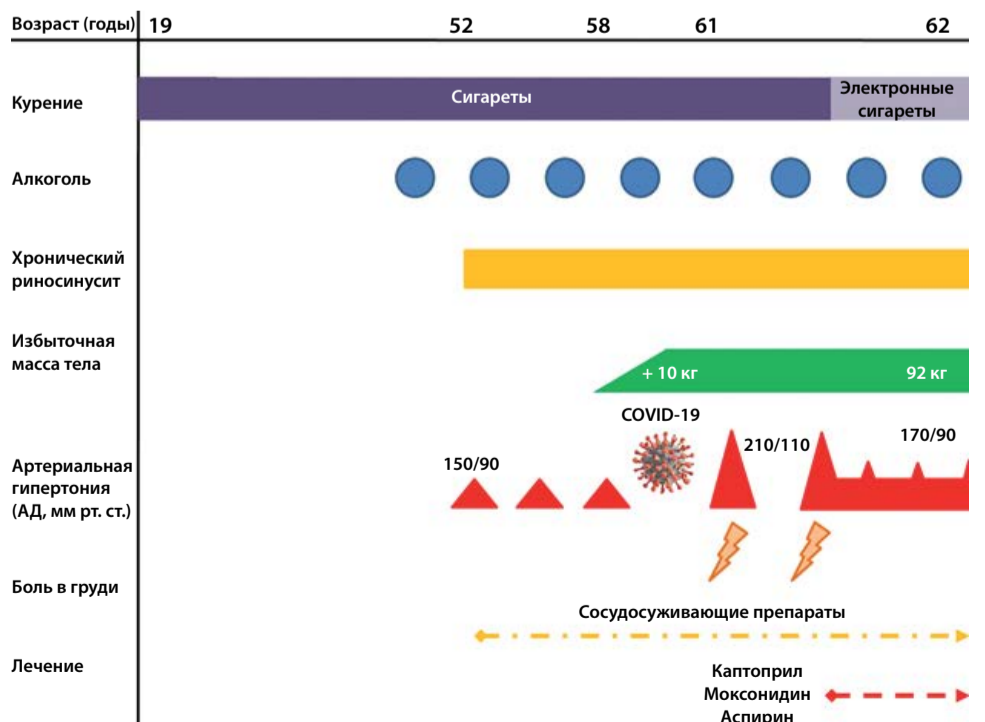 Возраст (годы) 19 52 58 61 62
Курение
Сигареты
Электронные
сигареты
Алкоголь
Хронический
риносинусит
Избыточная
масса тела
+ 10 кг
92 кг
COVID-19
Артериальная
гипертония
(АД, мм рт. ст.)
150/90
210/110
170/90
Боль в груди
Лечение
Сосудосуживающие препараты
Каптоприл
Моксонидин
Аспирин